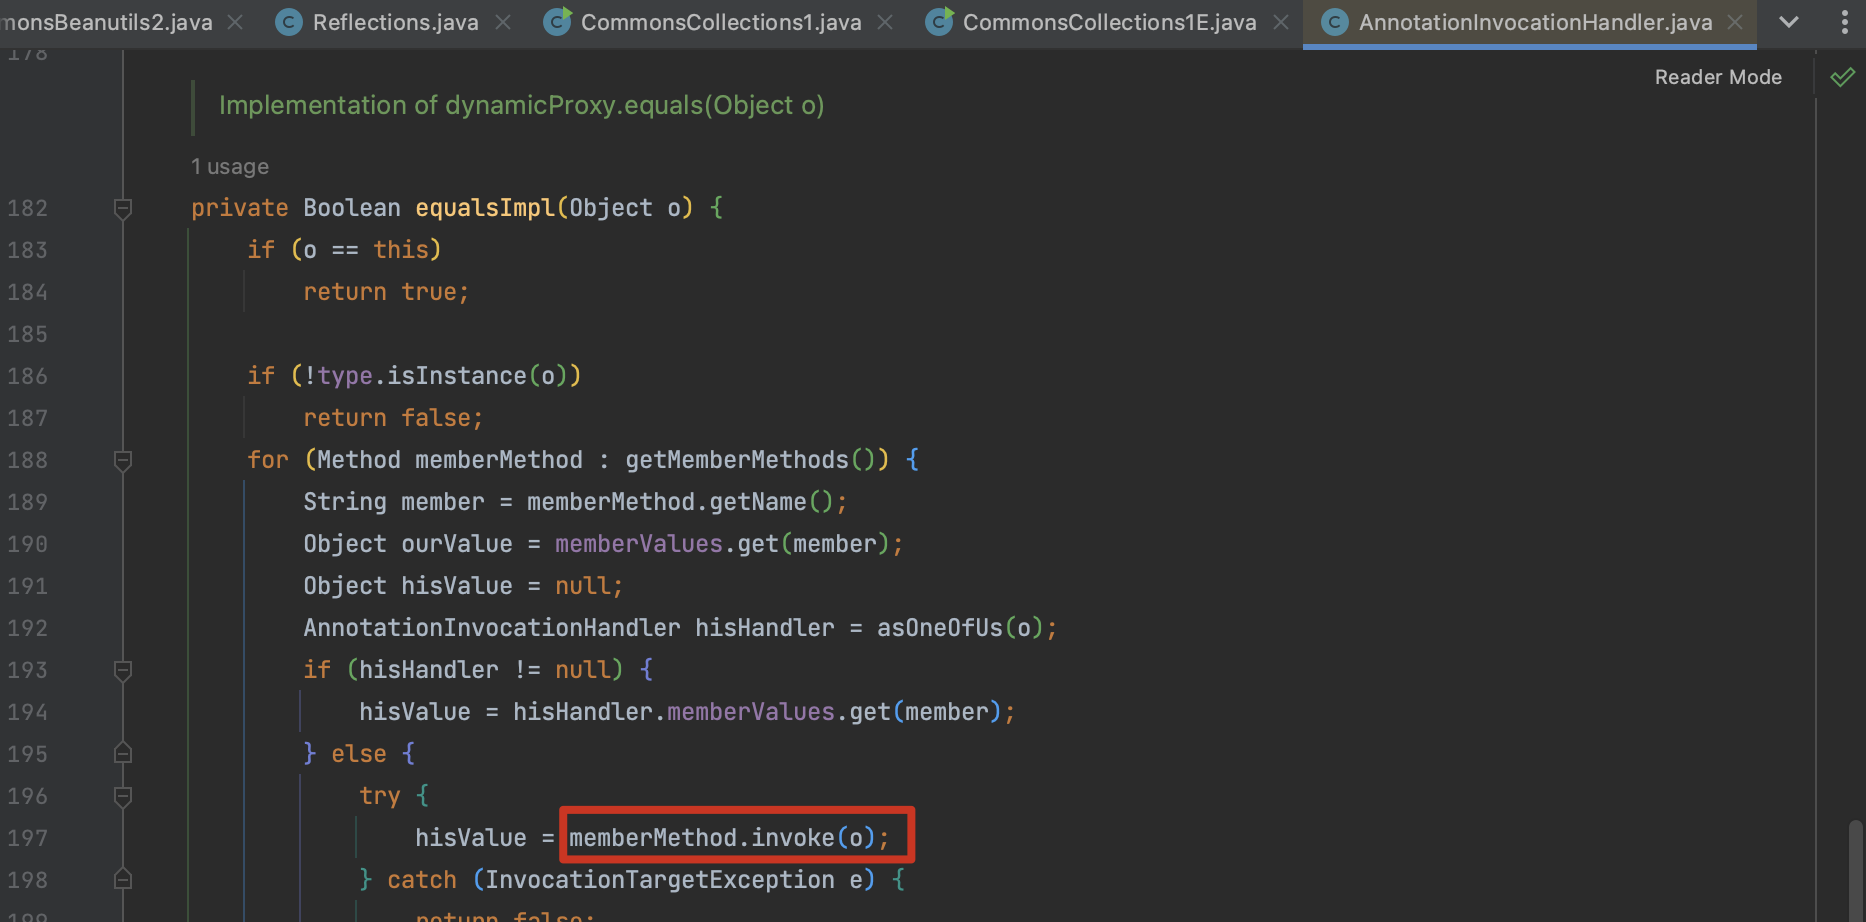 monsBeanutils2.java Reflections.java CommonsCollections1.java CommonsCollections1E.java AnnotationInvocationHandler.java
178
Reader Mode
Implementation of dynamicProxy.equals(Object o)
1 usage
182 private Boolean equalsImpl(Object o) {
183 if (o == this)
184 return true;
185
186 if (!type.isInstance(o))
187 return false;
188 for (Method memberMethod : getMemberMethods()) {
189 String member = memberMethod.getName();
190 Object ourValue = memberValues.get(member);
191 Object hisValue = null;
192 AnnotationInvocationHandler hisHandler = asOneOfUs(o);
193 if (hisHandler != null) {
194 hisValue = hisHandler.memberValues.get(member);
195 } else {
196 try {
197 hisValue = memberMethod.invoke(o);
198 } catch (InvocationTargetException e) {
199 return false;